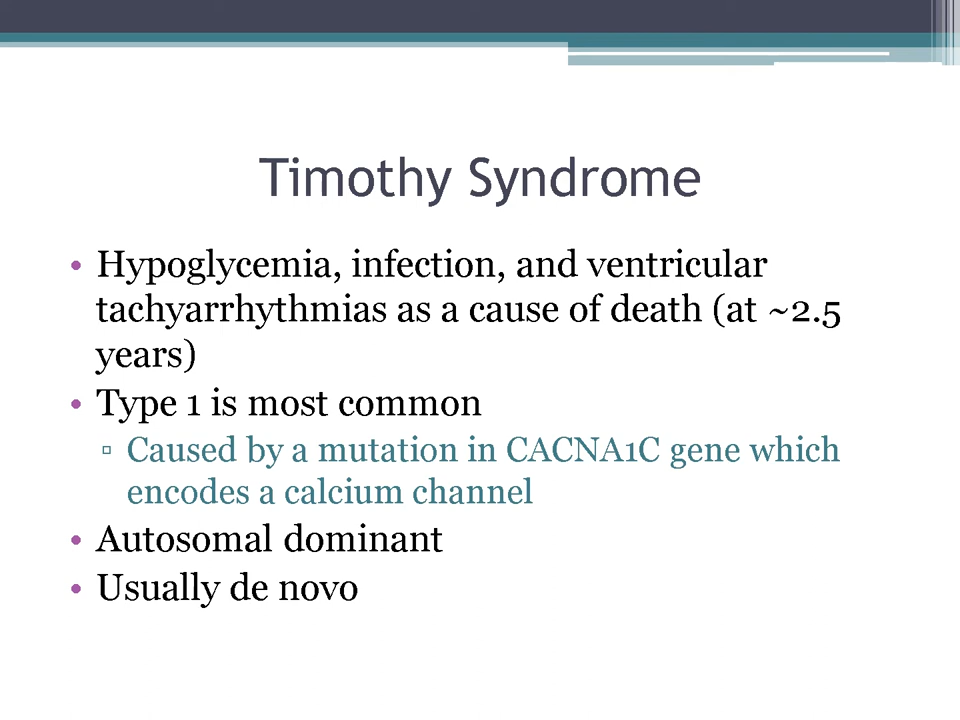 Timothy Syndrome
• Hypoglycemia, infection, and ventricular
tachyarrhythmias as a cause of death (at ~2.5
years)
• Type 1 is most common
▫ Caused by a mutation in CACNA1C gene which
encodes a calcium channel
• Autosomal dominant
• Usually de novo